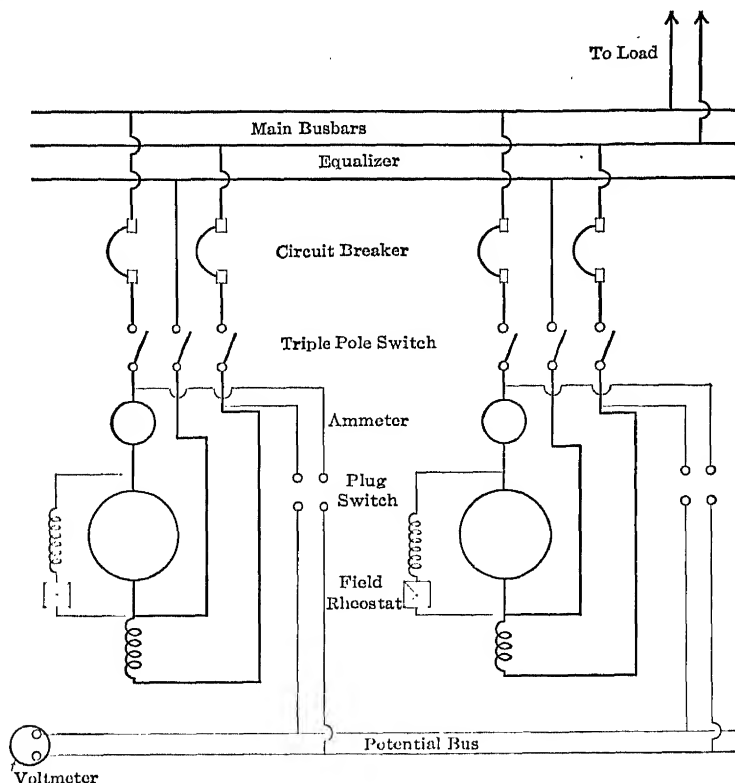 To Load
Main Busbars
Equalizer
Circuit Breaker
Triple Pole Switch
Ammeter
Plug
Switch
Field
Rheostat
Potential Bus
Voltmeter